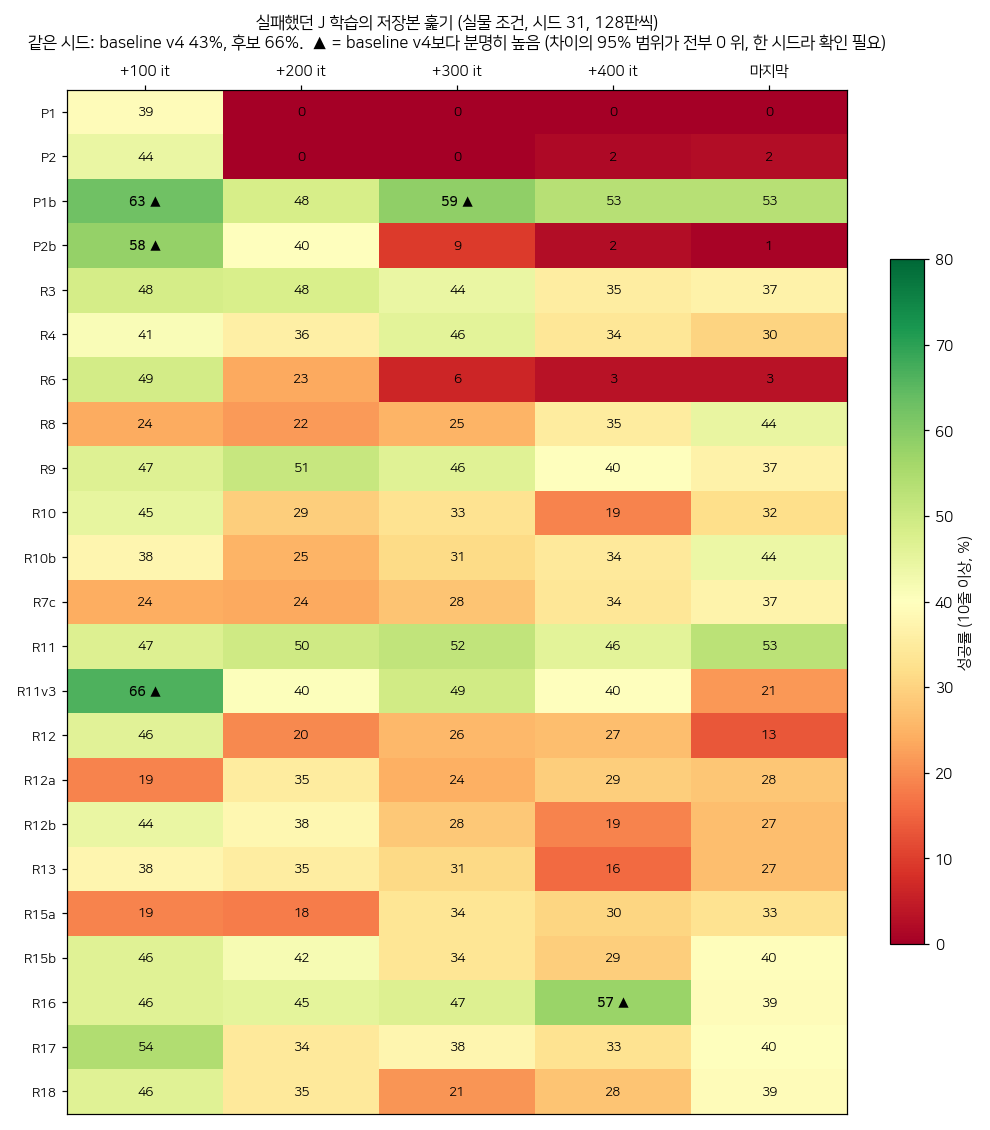 실패했던 J 학습의 저장본 훑기 (실물 조건, 시드 31, 128판씩)
같은 시드: baseline v4 43%, 후보 66%.  ▲ = baseline v4보다 분명히 높음 (차이의 95% 범위가 전부 0 위, 한 시드라 확인 필요)
+100 it +200 it +300 it +400 it 마지막
P1 39 0 0 0 0
P2 44 0 0 2 2
P1b 63 ▲ 48 59 ▲ 53 53
P2b 58 ▲ 40 9 2 1
R3 48 48 44 35 37
R4 41 36 46 34 30
R6 49 23 6 3 3
R8 24 22 25 35 44
R9 47 51 46 40 37
R10 45 29 33 19 32
R10b 38 25 31 34 44
R7c 24 24 28 34 37
R11 47 50 52 46 53
R11v3 66 ▲ 40 49 40 21
R12 46 20 26 27 13
R12a 19 35 24 29 28
R12b 44 38 28 19 27
R13 38 35 31 16 27
R15a 19 18 34 30 33
R15b 46 42 34 29 40
R16 46 45 47 57 ▲ 39
R17 54 34 38 33 40
R18 46 35 21 28 39
80
70
60
50
40
30
20
10
0
성공률 (10줄 이상, %)